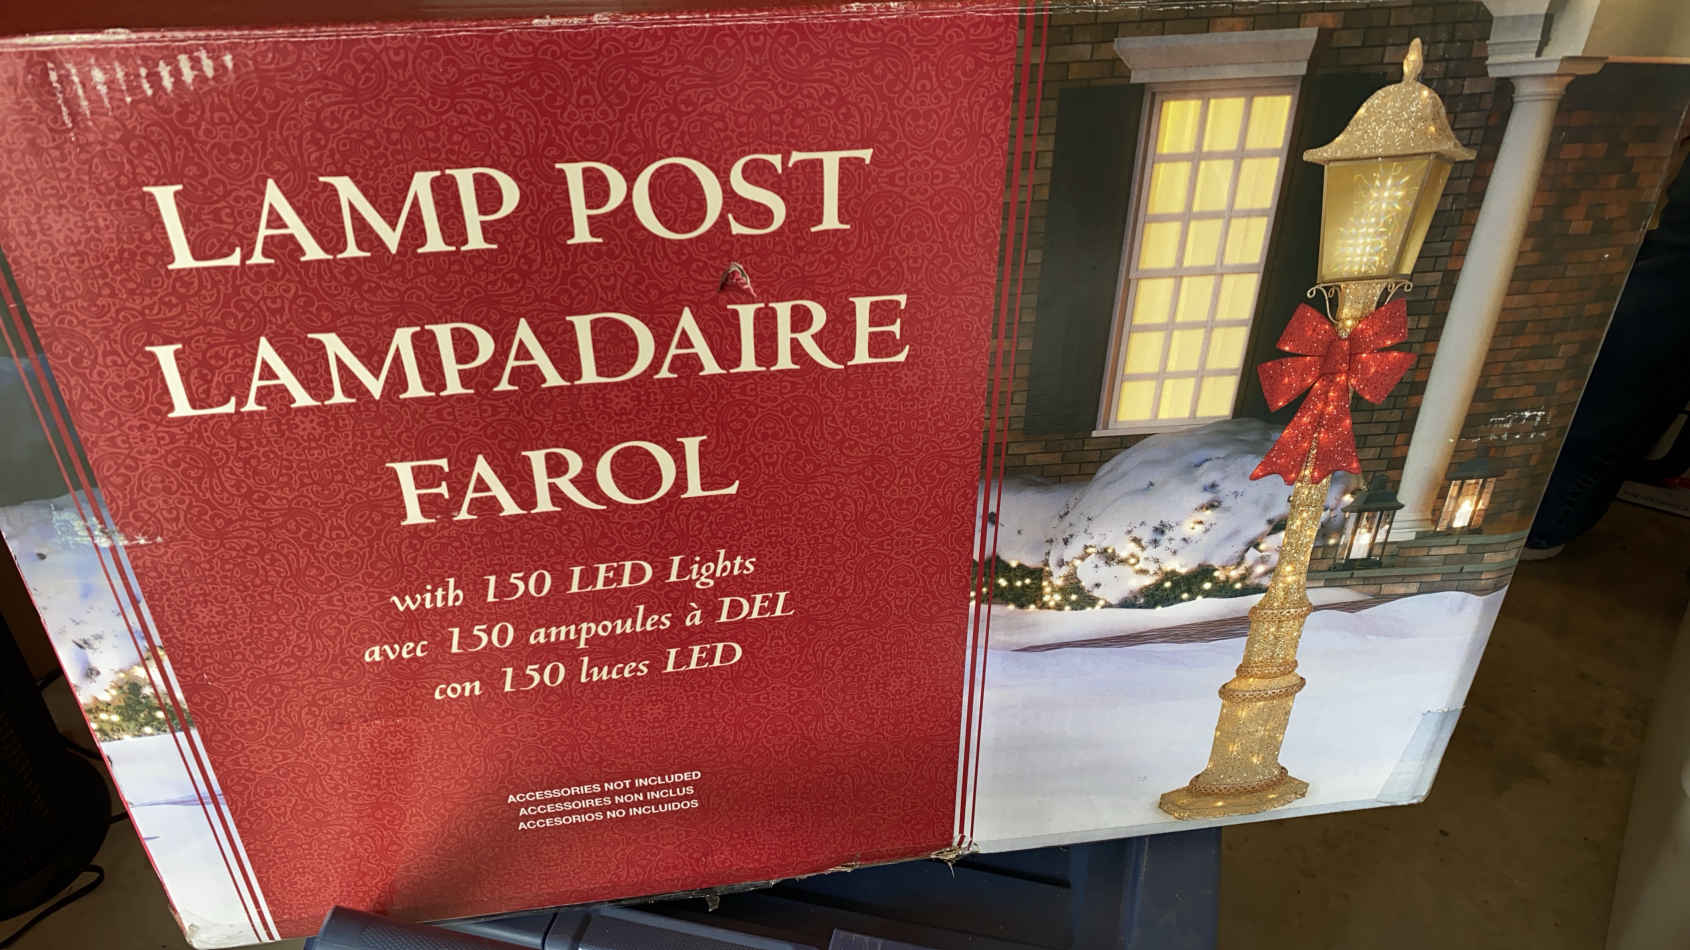 LAMP POST
LAMPADAIRE
FAROL
with 150 LED Lights
avec 150 ampoules à DEL
con 150 luces LED
ACCESSORIES NOT INCLUDED
ACCESSOIRES NON INCLUS
ACCESORIOS NO INCLUIDOS